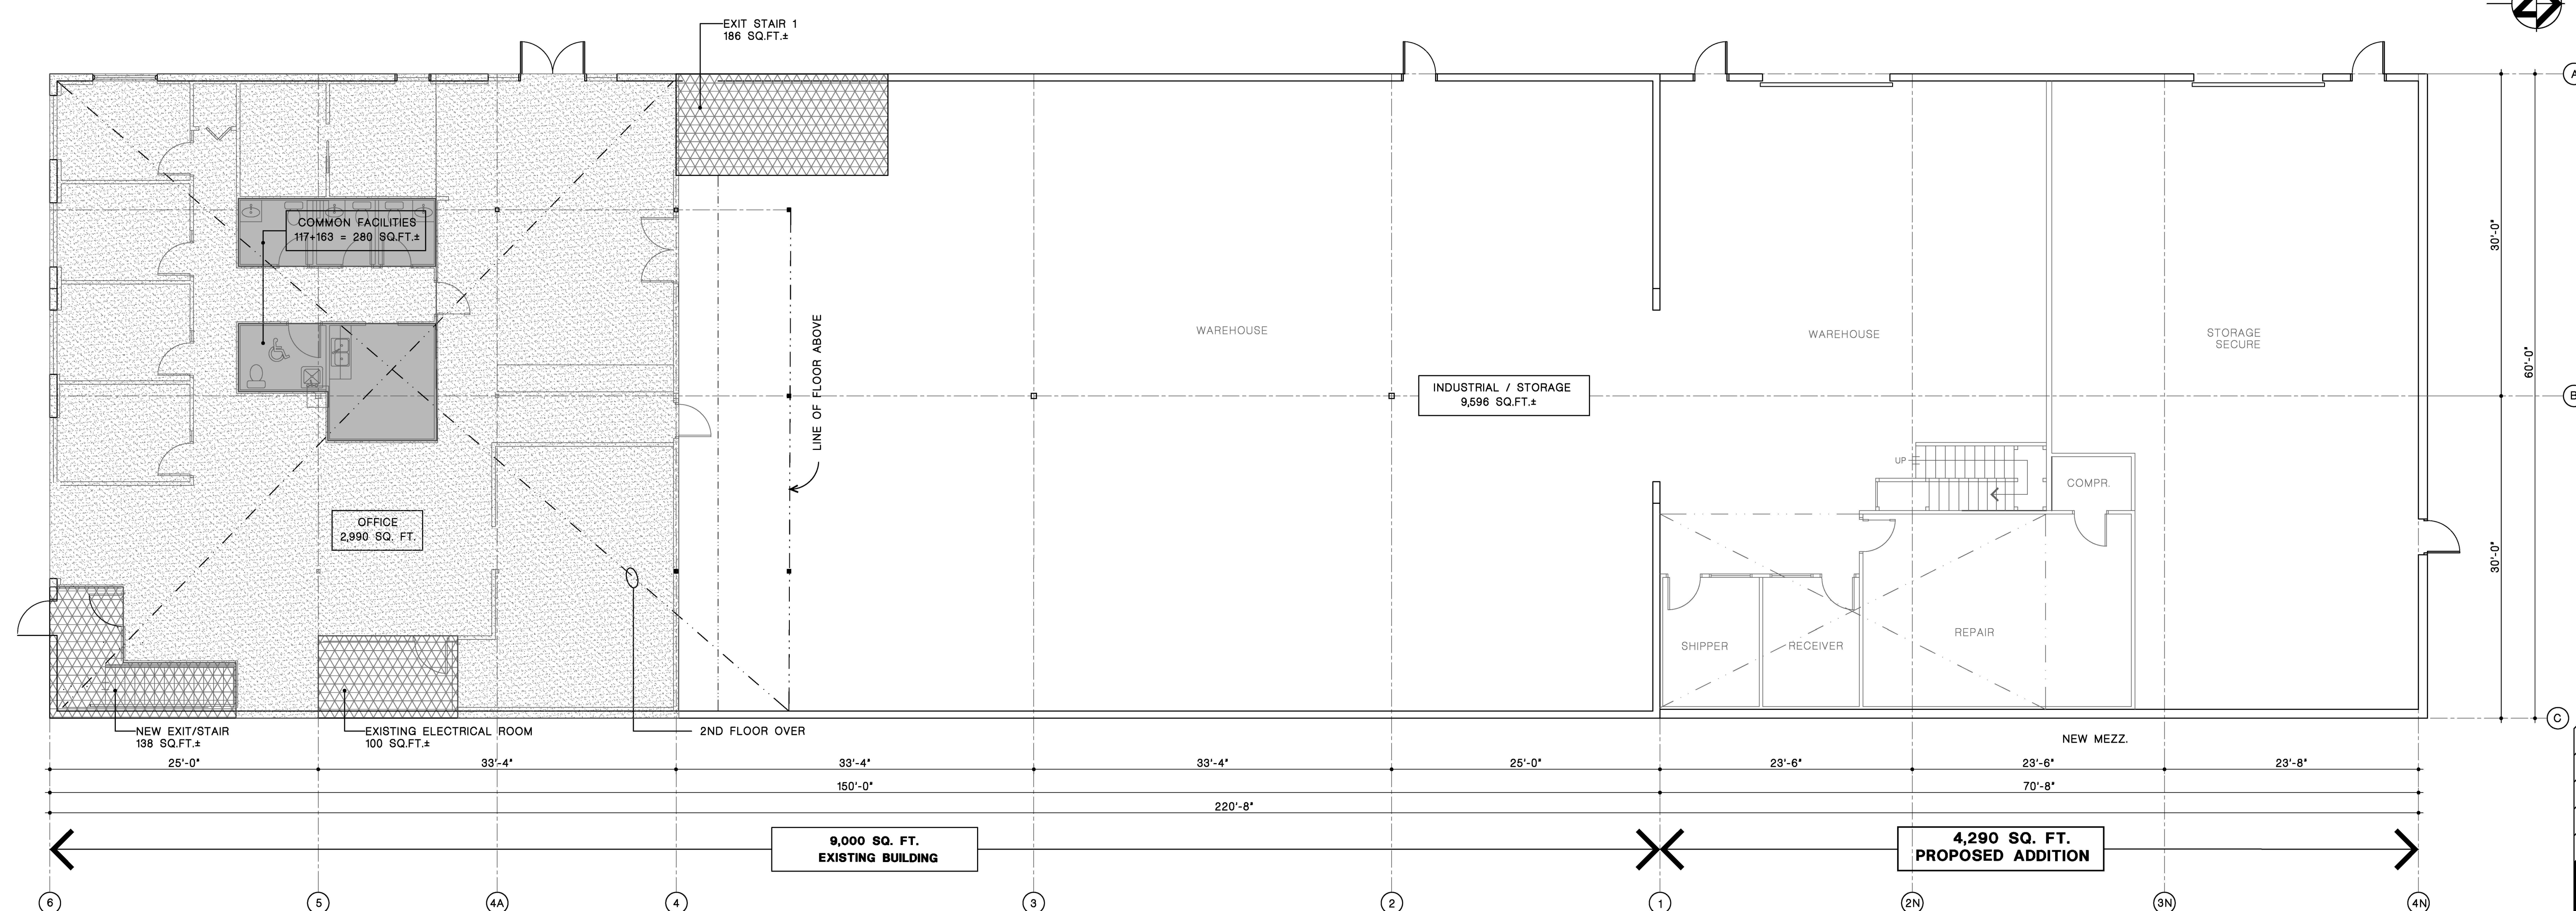 EXIT STAIR 1
186 SQ.FT.±
A
COMMON FACILITIES
117+163 = 280 SQ.FT.±
30'-0"
LINE OF FLOOR ABOVE
WAREHOUSE
WAREHOUSE
STORAGE
SECURE
60'-0"
INDUSTRIAL / STORAGE
9,596 SQ.FT.±
B
UP
COMPR.
OFFICE
2,990 SQ. FT.
30'-0"
SHIPPER
RECEIVER
REPAIR
C
NEW EXIT/STAIR
138 SQ.FT.±
EXISTING ELECTRICAL ROOM
100 SQ.FT.±
2ND FLOOR OVER
NEW MEZZ.
25'-0"
33'-4"
33'-4"
33'-4"
25'-0"
23'-6"
23'-6"
23'-8"
150'-0"
70'-8"
220'-8"
9,000 SQ. FT.
EXISTING BUILDING
4,290 SQ. FT.
PROPOSED ADDITION
6
5
4A
4
3
2
1
2N
3N
4N